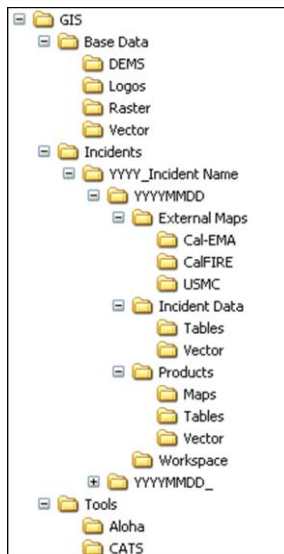 GIS
Base Data
DEMS
Logos
Raster
Vector
Incidents
YYYY_Incident Name
YYYYMMDD
External Maps
Cal-EMA
CalFIRE
USMC
Incident Data
Tables
Vector
Products
Maps
Tables
Vector
Workspace
YYYYMMDD_
Tools
Aloha
CATS